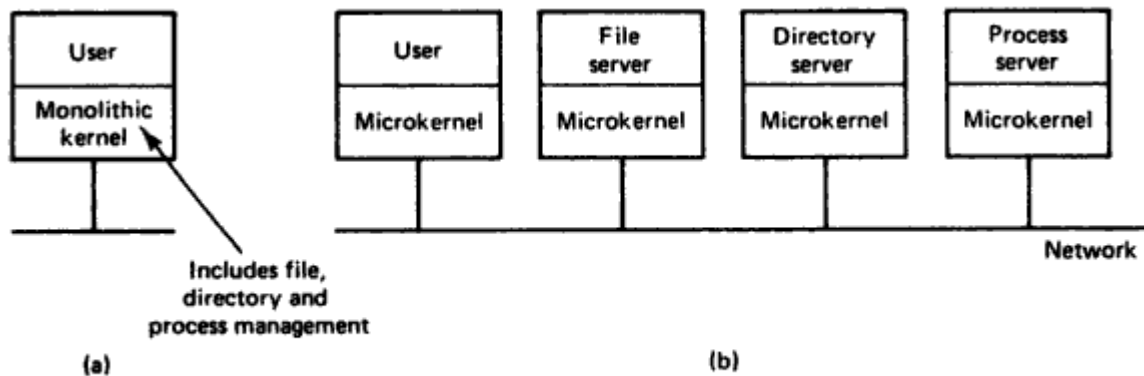 User
Monolithic
kernel
Includes file,
directory and
process management
(a)
User
Microkernel
File
server
Microkernel
Directory
server
Microkernel
Process
server
Microkernel
Network
(b)